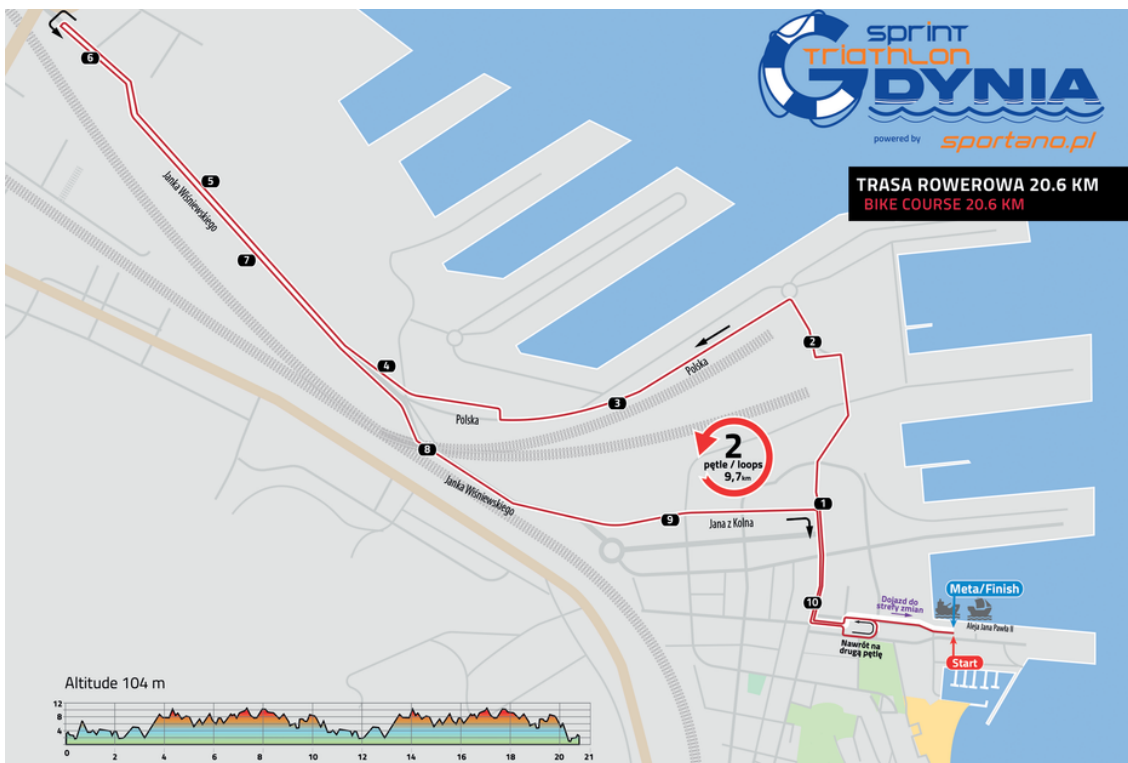 sprint
TRIATHLON
GDYNIA
powered by sportano.pl
TRASA ROWEROWA 20.6 KM
BIKE COURSE 20.6 KM
6
5
Janka Wiśniewskiego
7
2
4
Polska
3
Polska
8
2
pętle / loops
9,7km
Janka Wiśniewskiego
1
9
Jana z Kolna
Meta/Finish
10
Dojazd do
strefy zmian
Aleja Jana Pawła II
Nawrót na
drugą pętlę
Start
Altitude 104 m
12
8
4
0 2 4 6 8 10 12 14 16 18 20 21